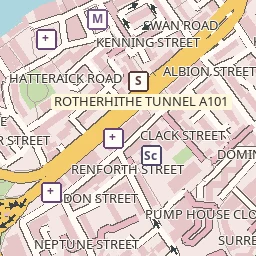 SWAN ROAD
M
KENNING STREET
ALBION STREET
HATTERAICK ROAD
S
ROTHERHITHE TUNNEL A101
CLACK STREET
STREET
Sc
RENFORTH STREET
DON STREET
PUMP HOUSE CLO
NEPTUNE STREET
SURRE